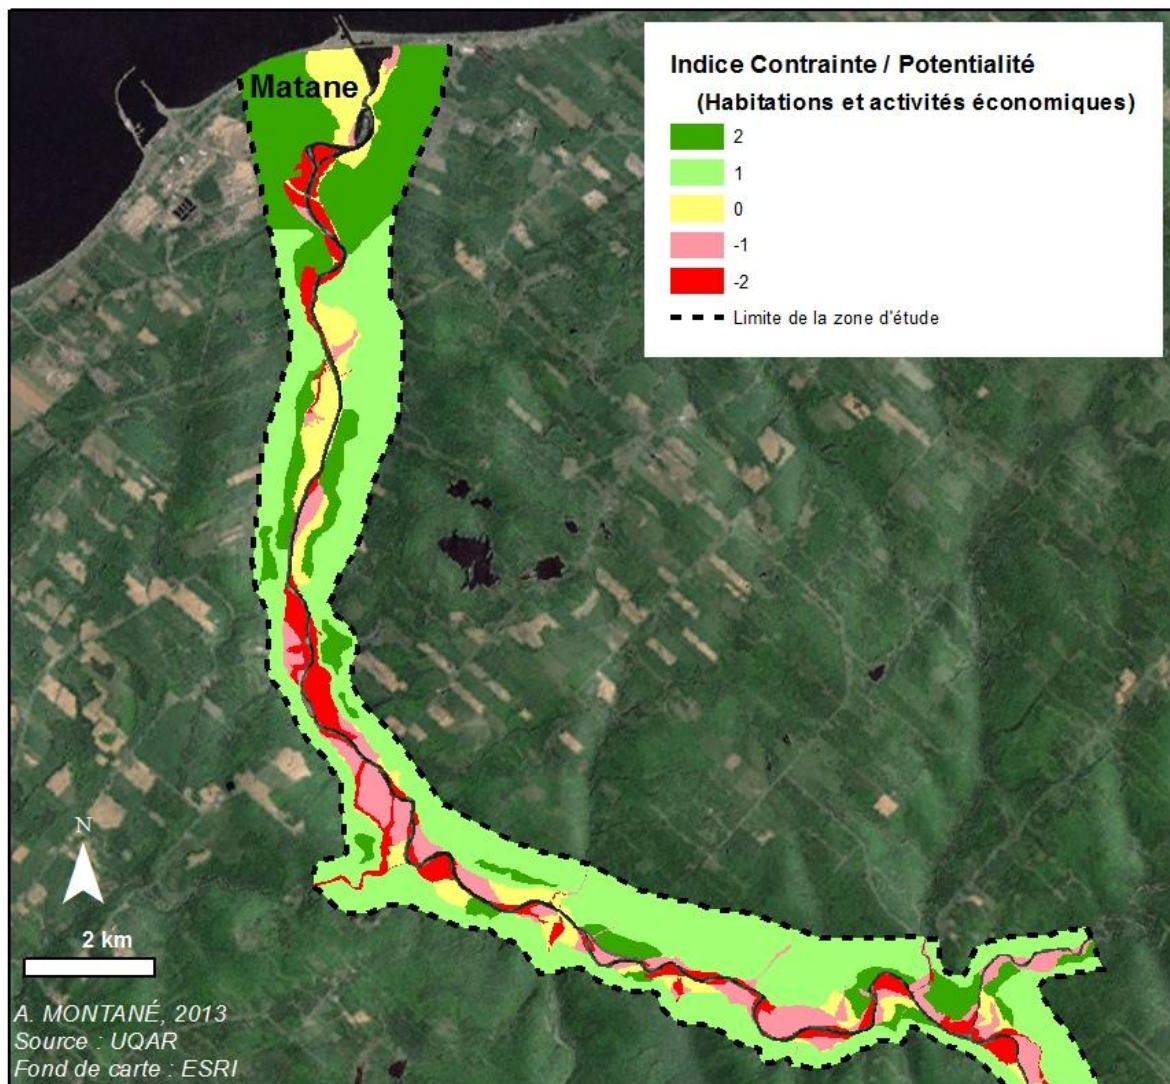 Matane
Indice Contrainte / Potentialité
(Habitations et activités économiques)
2
1
0
-1
-2
Limite de la zone d'étude
N
2 km
A. MONTANÉ, 2013
Source : UQAR
Fond de carte : ESRI